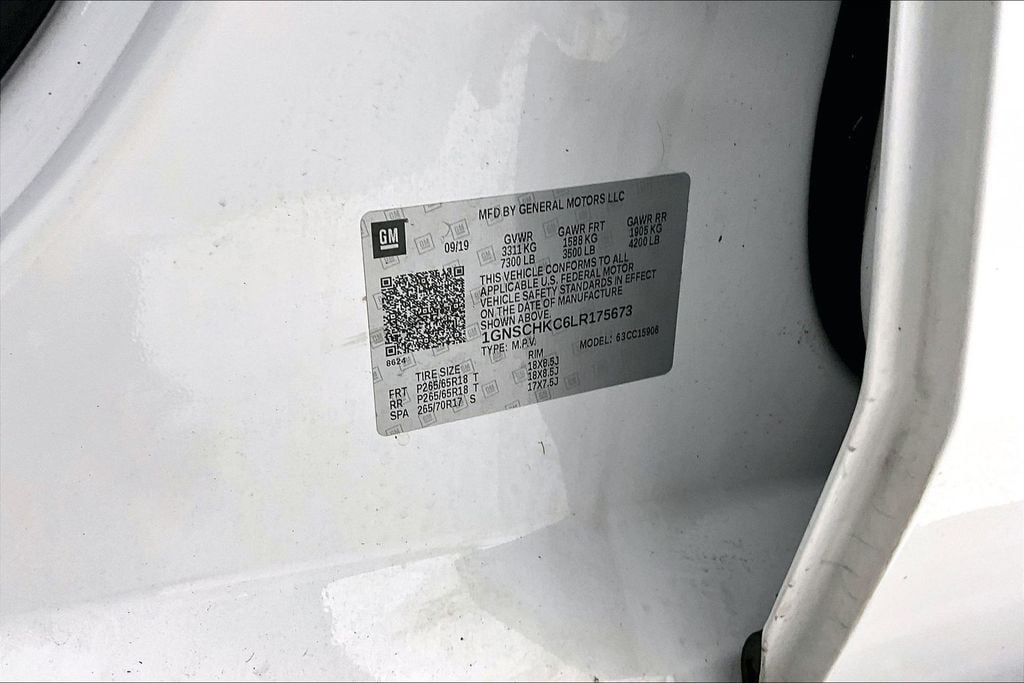 MFD BY GENERAL MOTORS LLC
GM
09/19
GVWR GAWR FRT GAWR RR
3311 KG 1588 KG 1905 KG
7300 LB 3500 LB 4200 LB
THIS VEHICLE CONFORMS TO ALL
APPLICABLE U.S. FEDERAL MOTOR
VEHICLE SAFETY STANDARDS IN EFFECT
ON THE DATE OF MANUFACTURE
SHOWN ABOVE.
1GNSCHKC6LR175673
TYPE: M.P.V. MODEL: 63CC15906
8624
TIRE SIZE RIM
FRT P265/65R18 T 18X8.5J
RR P265/65R18 T 18X8.5J
SPA 265/70R17 S 17X7.5J